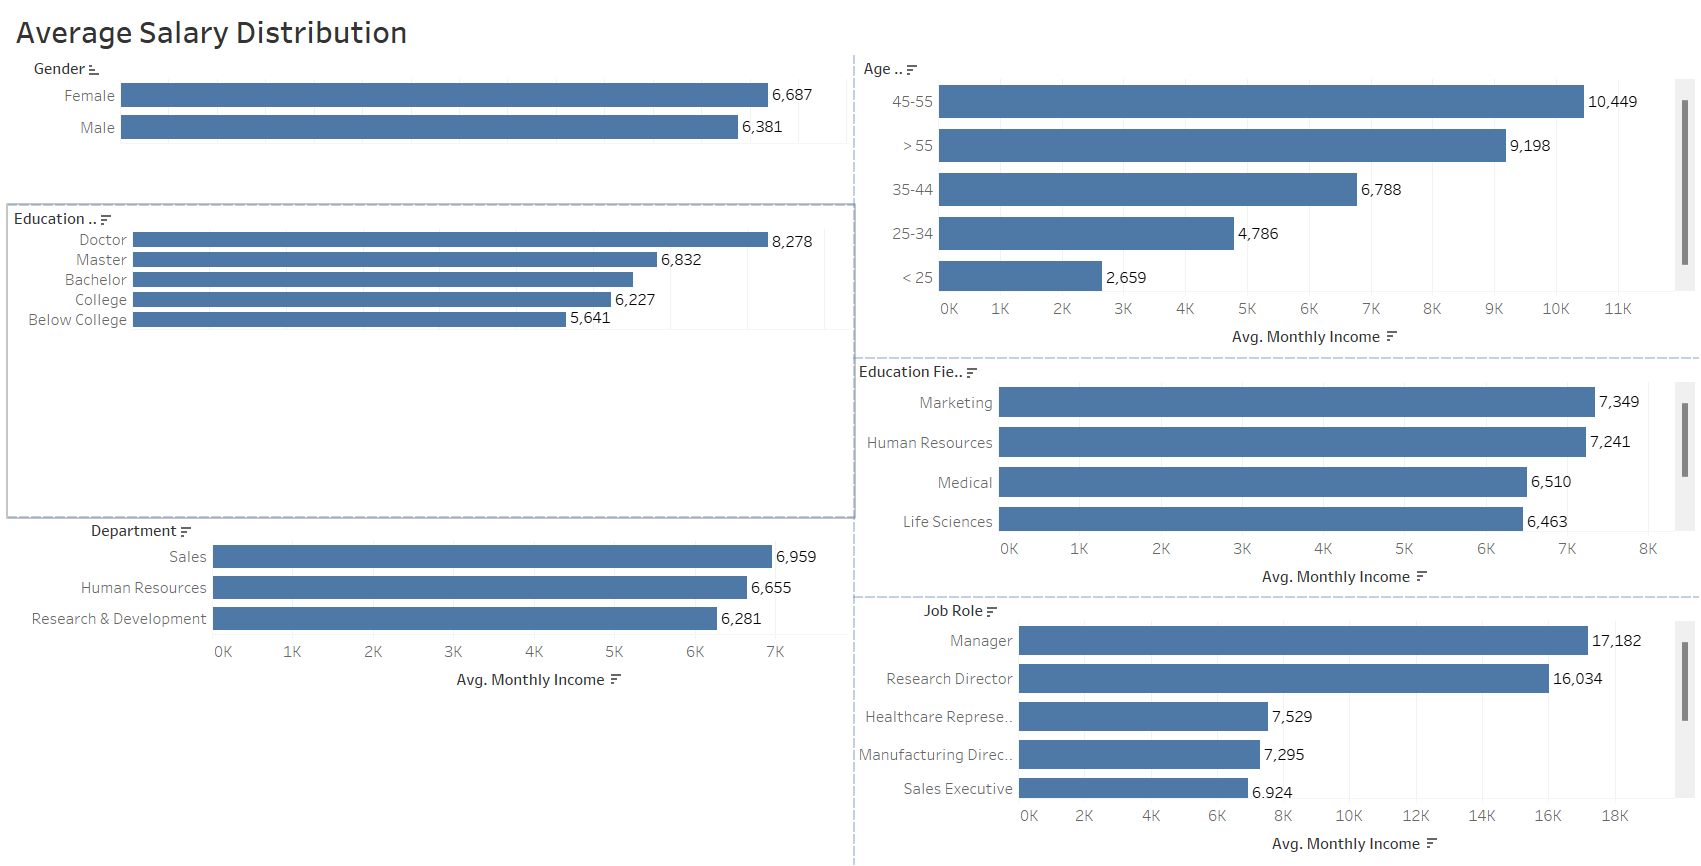 Average Salary Distribution
Gender
Female 6,687
Male 6,381
Education ..
Doctor 8,278
Master 6,832
Bachelor
College 6,227
Below College 5,641
Department
Sales 6,959
Human Resources 6,655
Research & Development 6,281
0K 1K 2K 3K 4K 5K 6K 7K
Avg. Monthly Income
Age ..
45-55 10,449
> 55 9,198
35-44 6,788
25-34 4,786
< 25 2,659
0K 1K 2K 3K 4K 5K 6K 7K 8K 9K 10K 11K
Avg. Monthly Income
Education Fie..
Marketing 7,349
Human Resources 7,241
Medical 6,510
Life Sciences 6,463
0K 1K 2K 3K 4K 5K 6K 7K 8K
Avg. Monthly Income
Job Role
Manager 17,182
Research Director 16,034
Healthcare Represe.. 7,529
Manufacturing Direc.. 7,295
Sales Executive 6,924
0K 2K 4K 6K 8K 10K 12K 14K 16K 18K
Avg. Monthly Income